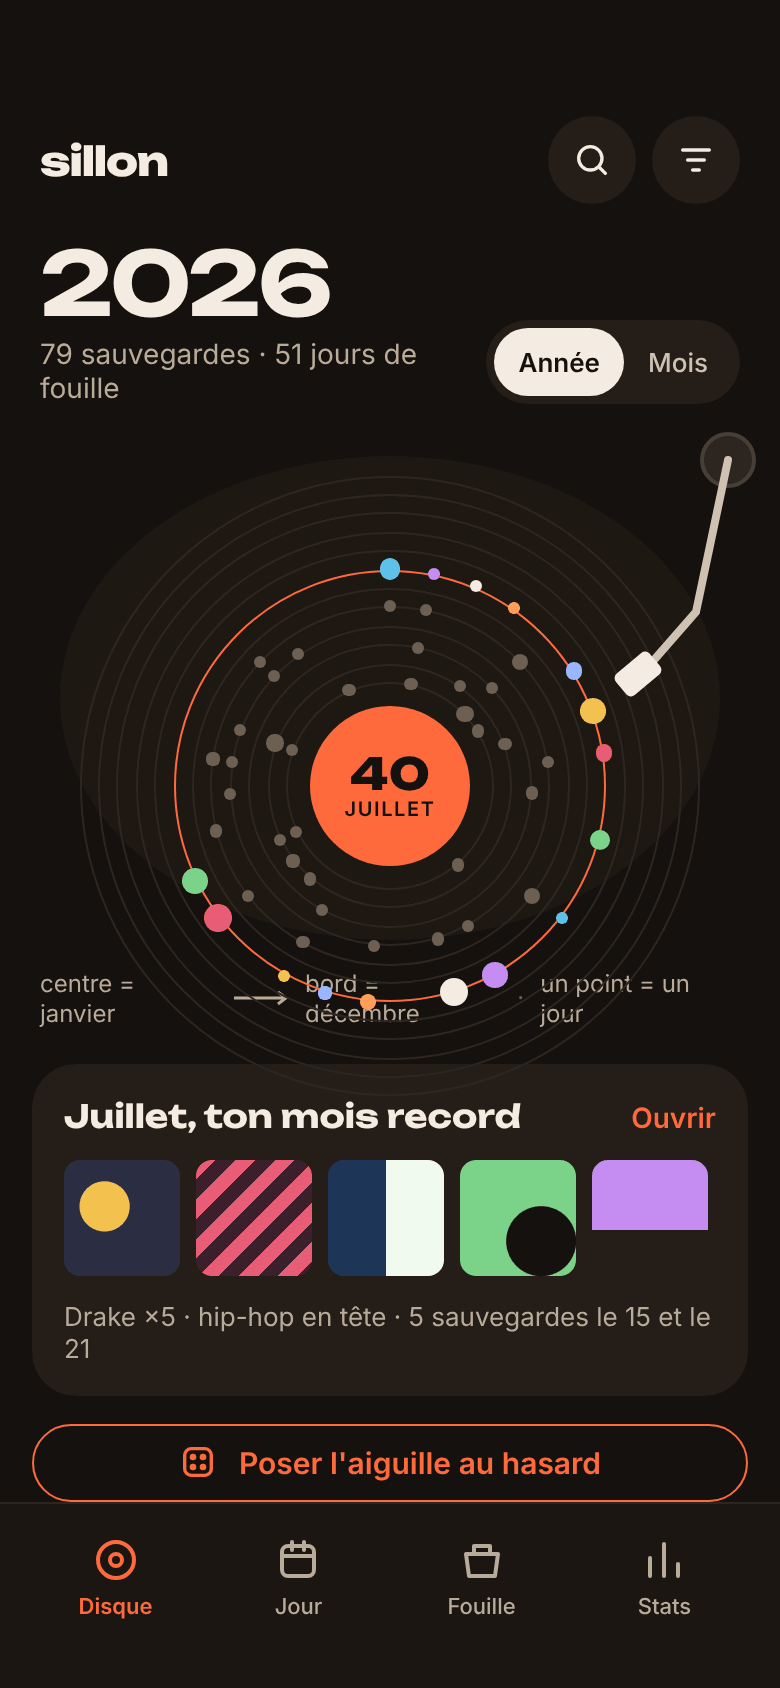 sillon
2026
79 sauvegardes · 51 jours de
fouille
Année
Mois
40
JUILLET
centre =
janvier
bord =
décembre
·
un point = un
jour
Juillet, ton mois record
Ouvrir
Drake ×5 · hip-hop en tête · 5 sauvegardes le 15 et le
21
Poser l'aiguille au hasard
Disque
Jour
Fouille
Stats